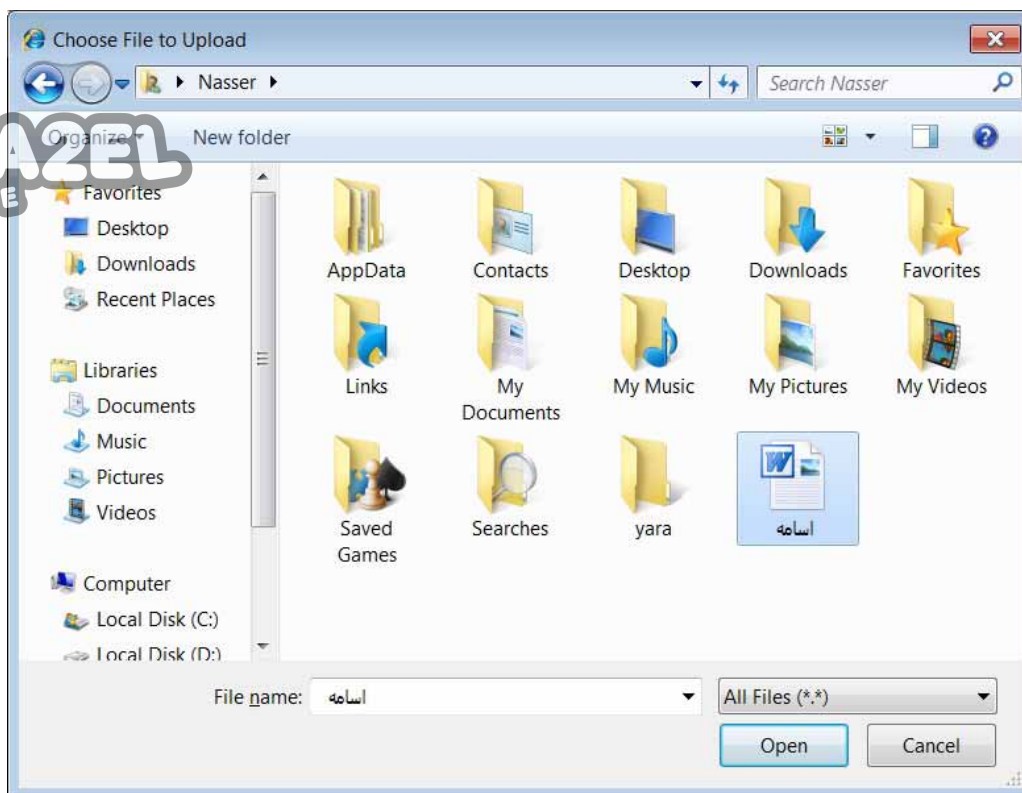 Choose File to Upload
Nasser
Search Nasser
Organize
New folder
AZEL
E
Favorites
Desktop
Downloads
Recent Places
Libraries
Documents
Music
Pictures
Videos
Computer
Local Disk (C:)
Local Disk (D:)
AppData
Contacts
Desktop
Downloads
Favorites
Links
My
Documents
My Music
My Pictures
My Videos
Saved
Games
Searches
yara
اسامه
File name: اسامه
All Files (*.*)
Open
Cancel